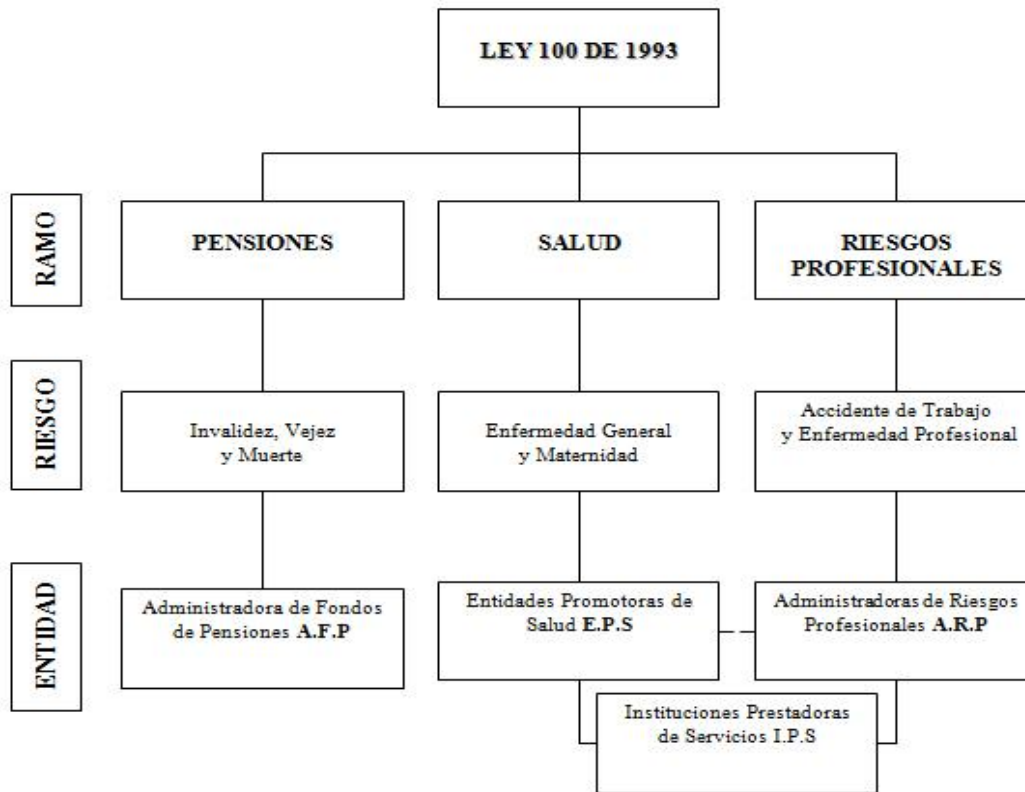 LEY 100 DE 1993
RAMO
PENSIONES
SALUD
RIESGOS
PROFESIONALES
RIESGO
Invalidez, Vejez
y Muerte
Enfermedad General
y Maternidad
Accidente de Trabajo
y Enfermedad Profesional
ENTIDAD
Administradora de Fondos
de Pensiones A.F.P
Entidades Promotoras de
Salud E.P.S
Administradoras de Riesgos
Profesionales A.R.P
Instituciones Prestadoras
de Servicios I.P.S